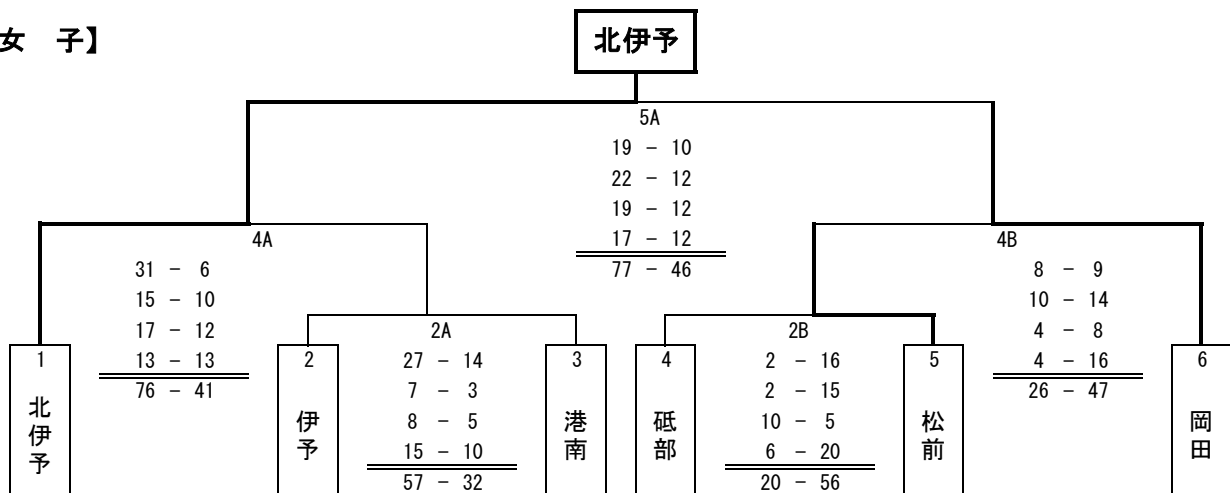 女 子】
北伊予
5A
19 - 10
22 - 12
19 - 12
17 - 12
77 - 46
4A
31 - 6
15 - 10
17 - 12
13 - 13
76 - 41
4B
8 - 9
10 - 14
4 - 8
4 - 16
26 - 47
2A
27 - 14
7 - 3
8 - 5
15 - 10
57 - 32
2B
2 - 16
2 - 15
10 - 5
6 - 20
20 - 56
1
北伊予
2
伊予
3
港南
4
砥部
5
松前
6
岡田